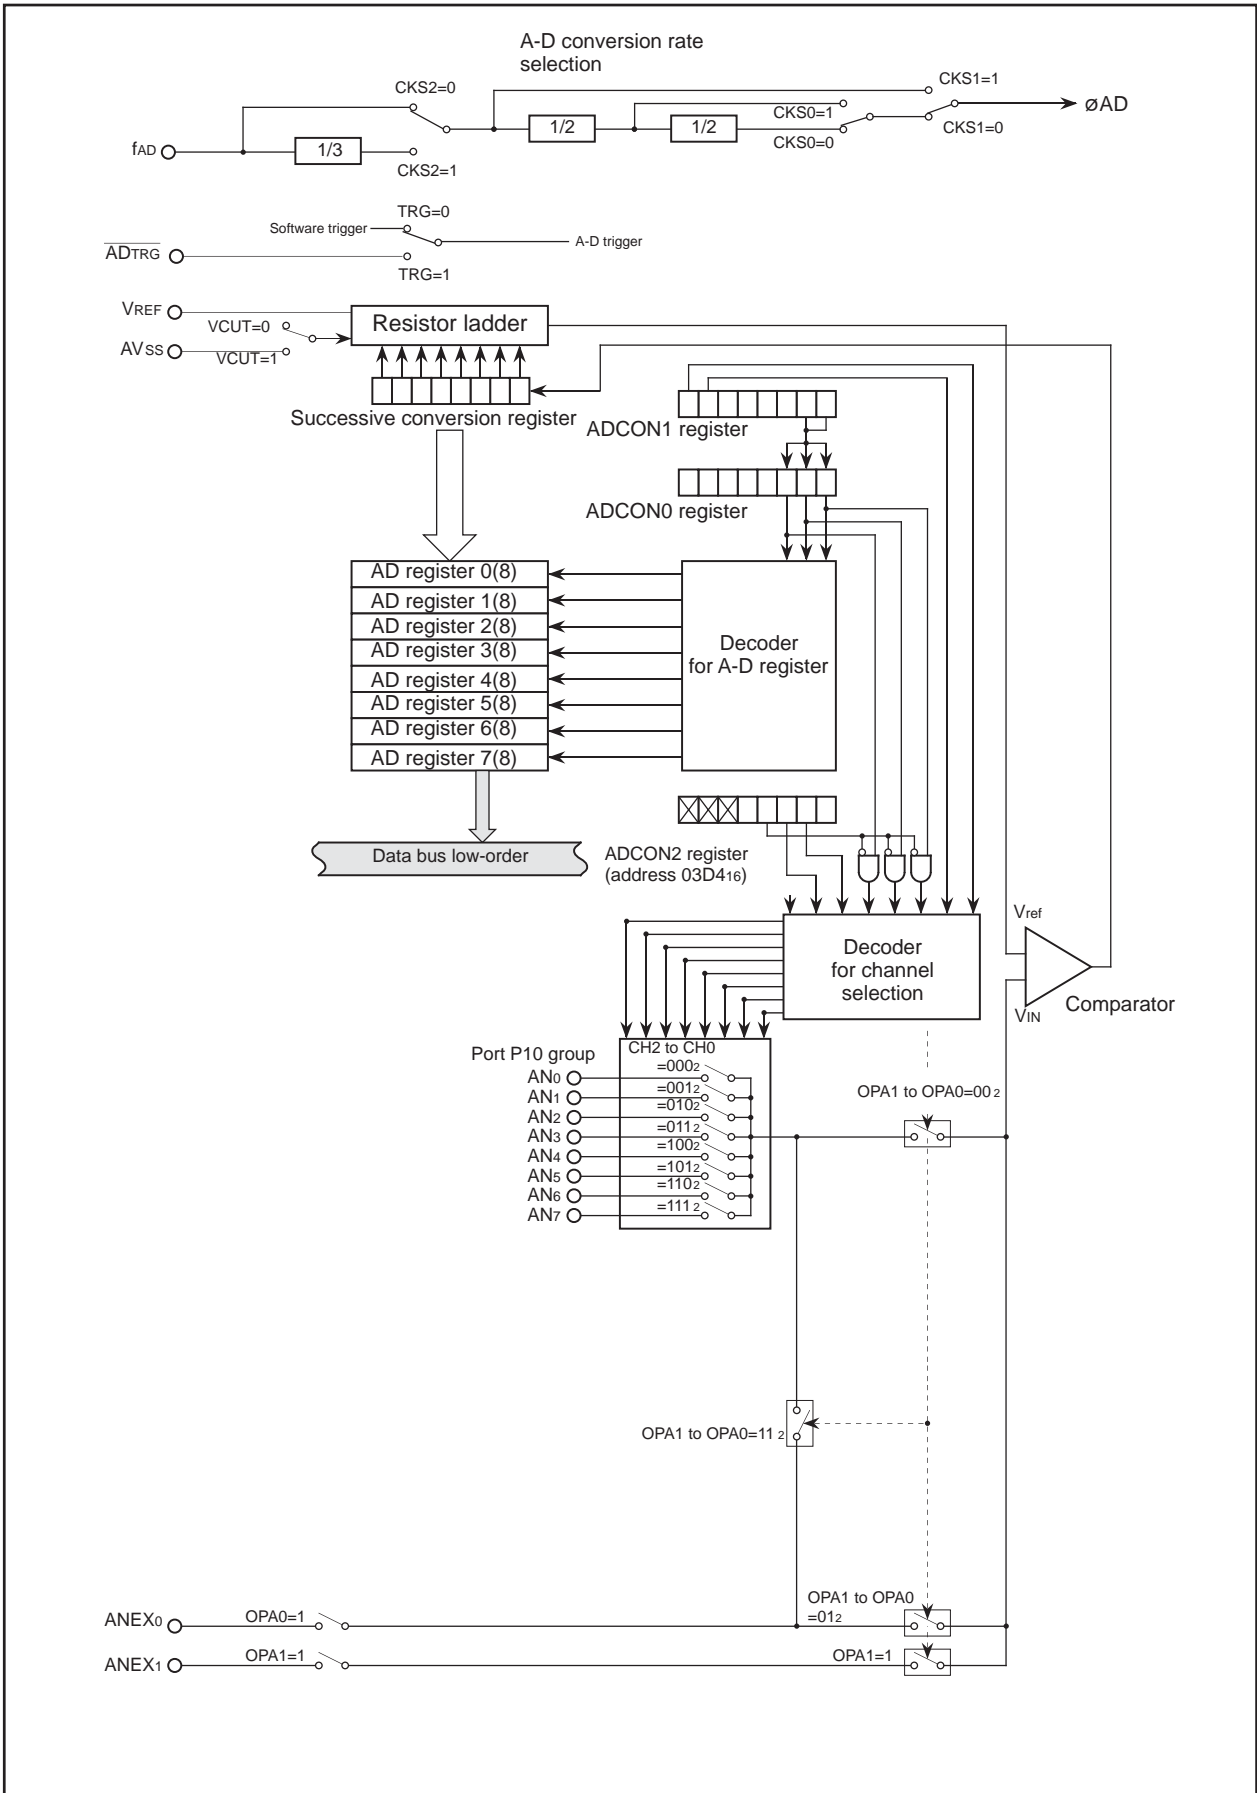 A-D conversion rate
selection
CKS2=0
CKS1=1
CKS0=1
øAD
fAD
1/3
1/2
1/2
CKS0=0
CKS1=0
CKS2=1
TRG=0
Software trigger
A-D trigger
ADTRG
TRG=1
VREF
VCUT=0
Resistor ladder
AVSS
VCUT=1
Successive conversion register
ADCON1 register
ADCON0 register
AD register 0(8)
AD register 1(8)
AD register 2(8)
AD register 3(8)
AD register 4(8)
AD register 5(8)
AD register 6(8)
AD register 7(8)
Decoder
for A-D register
Data bus low-order
ADCON2 register
(address 03D416)
Decoder
for channel
selection
Vref
VIN
Comparator
Port P10 group
CH2 to CH0
AN0
=0002
AN1
=0012
AN2
=0102
AN3
=0112
AN4
=1002
AN5
=1012
AN6
=1102
AN7
=1112
OPA1 to OPA0=002
OPA1 to OPA0=112
ANEX0
OPA0=1
OPA1 to OPA0
=012
ANEX1
OPA1=1
OPA1=1